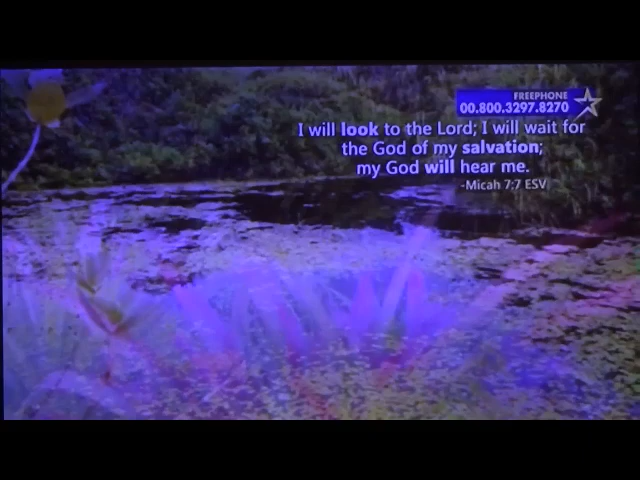 FREEPHONE
00.800.3297.8270
I will look to the Lord; I will wait for
the God of my salvation;
my God will hear me.
-Micah 7:7 ESV